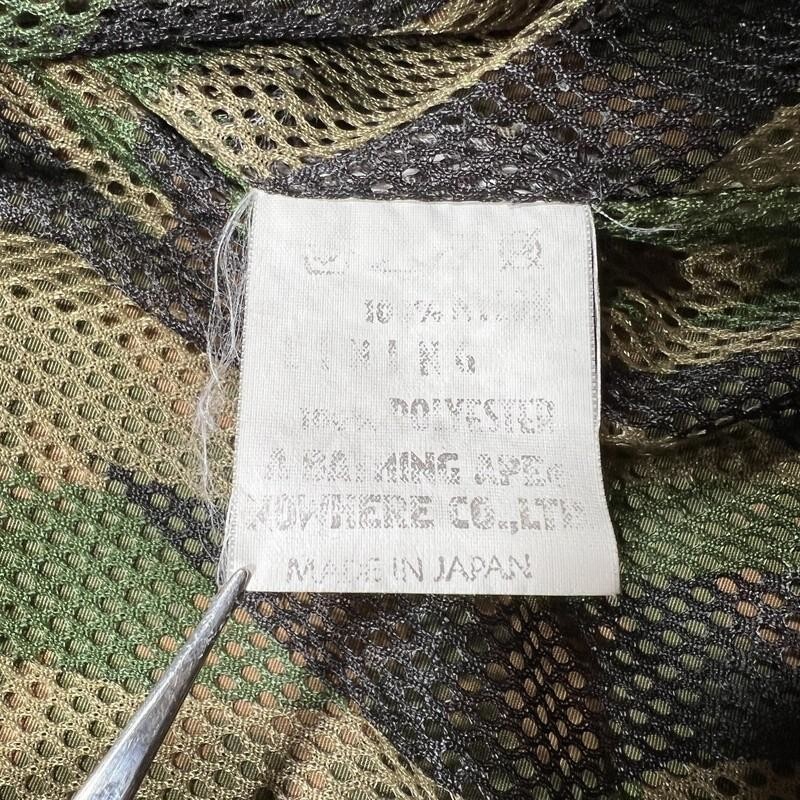 100% NYLON
LINING
100% POLYESTER
A BATHING APE®
NOWHERE CO.,LTD
MADE IN JAPAN